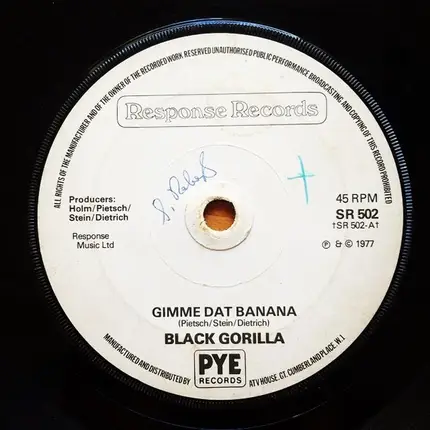 ALL RIGHTS OF THE MANUFACTURER AND OF THE OWNER OF THE RECORDED WORK RESERVED UNAUTHORISED PUBLIC PERFORMANCE BROADCASTING AND COPYING OF THIS RECORD PROHIBITED
Response Records
Producers:
Holm/Pietsch/
Stein/Dietrich
Response
Music Ltd
45 RPM
SR 502
†SR 502-A†
℗ & © 1977
GIMME DAT BANANA
(Pietsch/Stein/Dietrich)
BLACK GORILLA
PYE
RECORDS
MANUFACTURED AND DISTRIBUTED BY
ATV HOUSE. GT. CUMBERLAND PLACE, W.1.